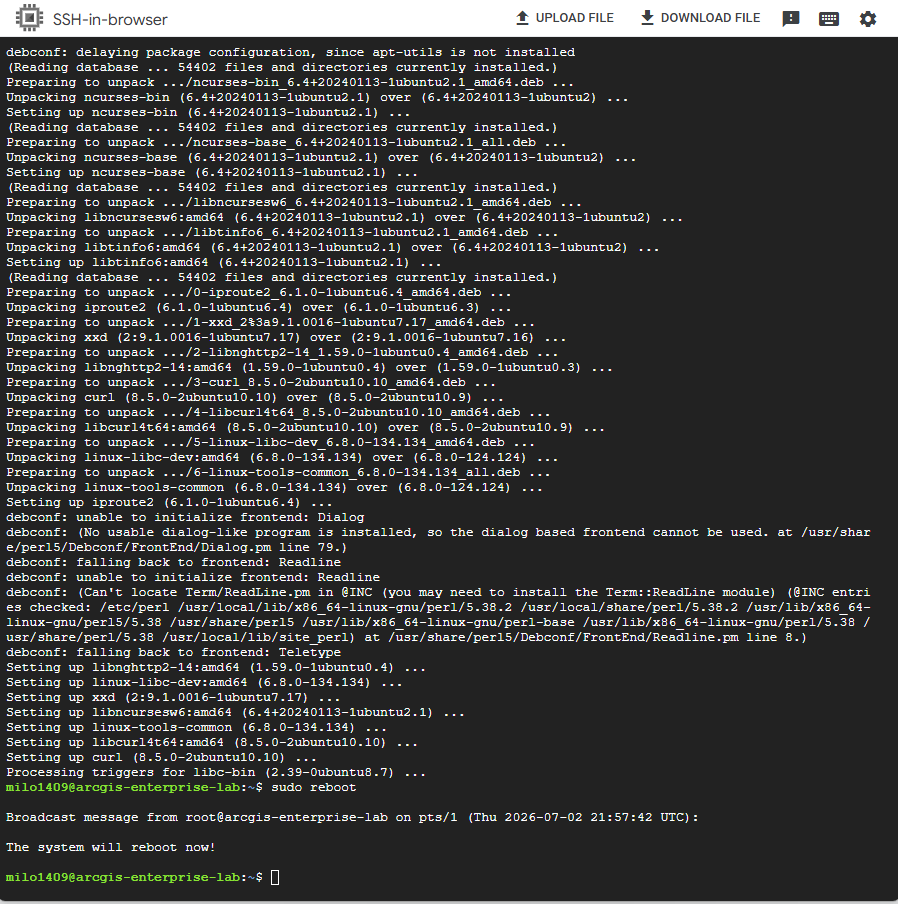 SSH-in-browser
UPLOAD FILE
DOWNLOAD FILE
debconf: delaying package configuration, since apt-utils is not installed
(Reading database ... 54402 files and directories currently installed.)
Preparing to unpack .../ncurses-bin_6.4+20240113-1ubuntu2.1_amd64.deb ...
Unpacking ncurses-bin (6.4+20240113-1ubuntu2.1) over (6.4+20240113-1ubuntu2) ...
Setting up ncurses-bin (6.4+20240113-1ubuntu2.1) ...
(Reading database ... 54402 files and directories currently installed.)
Preparing to unpack .../ncurses-base_6.4+20240113-1ubuntu2.1_all.deb ...
Unpacking ncurses-base (6.4+20240113-1ubuntu2.1) over (6.4+20240113-1ubuntu2) ...
Setting up ncurses-base (6.4+20240113-1ubuntu2.1) ...
(Reading database ... 54402 files and directories currently installed.)
Preparing to unpack .../libncursesw6_6.4+20240113-1ubuntu2.1_amd64.deb ...
Unpacking libncursesw6:amd64 (6.4+20240113-1ubuntu2.1) over (6.4+20240113-1ubuntu2) ...
Preparing to unpack .../libtinfo6_6.4+20240113-1ubuntu2.1_amd64.deb ...
Unpacking libtinfo6:amd64 (6.4+20240113-1ubuntu2.1) over (6.4+20240113-1ubuntu2) ...
Setting up libtinfo6:amd64 (6.4+20240113-1ubuntu2.1) ...
(Reading database ... 54402 files and directories currently installed.)
Preparing to unpack .../0-iproute2_6.1.0-1ubuntu6.4_amd64.deb ...
Unpacking iproute2 (6.1.0-1ubuntu6.4) over (6.1.0-1ubuntu6.3) ...
Preparing to unpack .../1-xxd_2%3a9.1.0016-1ubuntu7.17_amd64.deb ...
Unpacking xxd (2:9.1.0016-1ubuntu7.17) over (2:9.1.0016-1ubuntu7.16) ...
Preparing to unpack .../2-libnghttp2-14_1.59.0-1ubuntu0.4_amd64.deb ...
Unpacking libnghttp2-14:amd64 (1.59.0-1ubuntu0.4) over (1.59.0-1ubuntu0.3) ...
Preparing to unpack .../3-curl_8.5.0-2ubuntu10.10_amd64.deb ...
Unpacking curl (8.5.0-2ubuntu10.10) over (8.5.0-2ubuntu10.9) ...
Preparing to unpack .../4-libcurl4t64_8.5.0-2ubuntu10.10_amd64.deb ...
Unpacking libcurl4t64:amd64 (8.5.0-2ubuntu10.10) over (8.5.0-2ubuntu10.9) ...
Preparing to unpack .../5-linux-libc-dev_6.8.0-134.134_amd64.deb ...
Unpacking linux-libc-dev:amd64 (6.8.0-134.134) over (6.8.0-124.124) ...
Preparing to unpack .../6-linux-tools-common_6.8.0-134.134_all.deb ...
Unpacking linux-tools-common (6.8.0-134.134) over (6.8.0-124.124) ...
Setting up iproute2 (6.1.0-1ubuntu6.4) ...
debconf: unable to initialize frontend: Dialog
debconf: (No usable dialog-like program is installed, so the dialog based frontend cannot be used. at /usr/shar
e/perl5/Debconf/FrontEnd/Dialog.pm line 79.)
debconf: falling back to frontend: Readline
debconf: unable to initialize frontend: Readline
debconf: (Can't locate Term/ReadLine.pm in @INC (you may need to install the Term::ReadLine module) (@INC entri
es checked: /etc/perl /usr/local/lib/x86_64-linux-gnu/perl/5.38.2 /usr/local/share/perl/5.38.2 /usr/lib/x86_64-
linux-gnu/perl5/5.38 /usr/share/perl5 /usr/lib/x86_64-linux-gnu/perl-base /usr/lib/x86_64-linux-gnu/perl/5.38 /
usr/share/perl/5.38 /usr/local/lib/site_perl) at /usr/share/perl5/Debconf/FrontEnd/Readline.pm line 8.)
debconf: falling back to frontend: Teletype
Setting up libnghttp2-14:amd64 (1.59.0-1ubuntu0.4) ...
Setting up linux-libc-dev:amd64 (6.8.0-134.134) ...
Setting up xxd (2:9.1.0016-1ubuntu7.17) ...
Setting up libncursesw6:amd64 (6.4+20240113-1ubuntu2.1) ...
Setting up linux-tools-common (6.8.0-134.134) ...
Setting up libcurl4t64:amd64 (8.5.0-2ubuntu10.10) ...
Setting up curl (8.5.0-2ubuntu10.10) ...
Processing triggers for libc-bin (2.39-0ubuntu8.7) ...
milo1409@arcgis-enterprise-lab:~$ sudo reboot
Broadcast message from root@arcgis-enterprise-lab on pts/1 (Thu 2026-07-02 21:57:42 UTC):
The system will reboot now!
milo1409@arcgis-enterprise-lab:~$